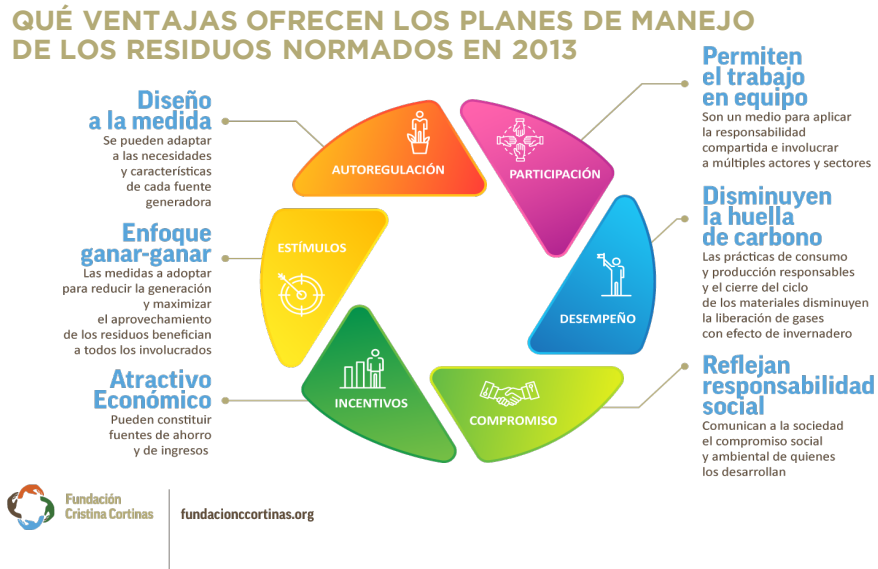 QUÉ VENTAJAS OFRECEN LOS PLANES DE MANEJO
DE LOS RESIDUOS NORMADOS EN 2013
Diseño
a la medida
Se pueden adaptar
a las necesidades
y características
de cada fuente
generadora
Enfoque
ganar-ganar
Las medidas a adoptar
para reducir la generación
y maximizar
el aprovechamiento
de los residuos benefician
a todos los involucrados
Atractivo
Económico
Pueden constituir
fuentes de ahorro
y de ingresos
AUTOREGULACIÓN
PARTICIPACIÓN
ESTÍMULOS
DESEMPEÑO
INCENTIVOS
COMPROMISO
Permiten
el trabajo
en equipo
Son un medio para aplicar
la responsabilidad
compartida e involucrar
a múltiples actores y sectores
Disminuyen
la huella
de carbono
Las prácticas de consumo
y producción responsables
y el cierre del ciclo
de los materiales disminuyen
la liberación de gases
con efecto de invernadero
Reflejan
responsabilidad
social
Comunican a la sociedad
el compromiso social
y ambiental de quienes
los desarrollan
Fundación
Cristina Cortinas
fundacionccortinas.org